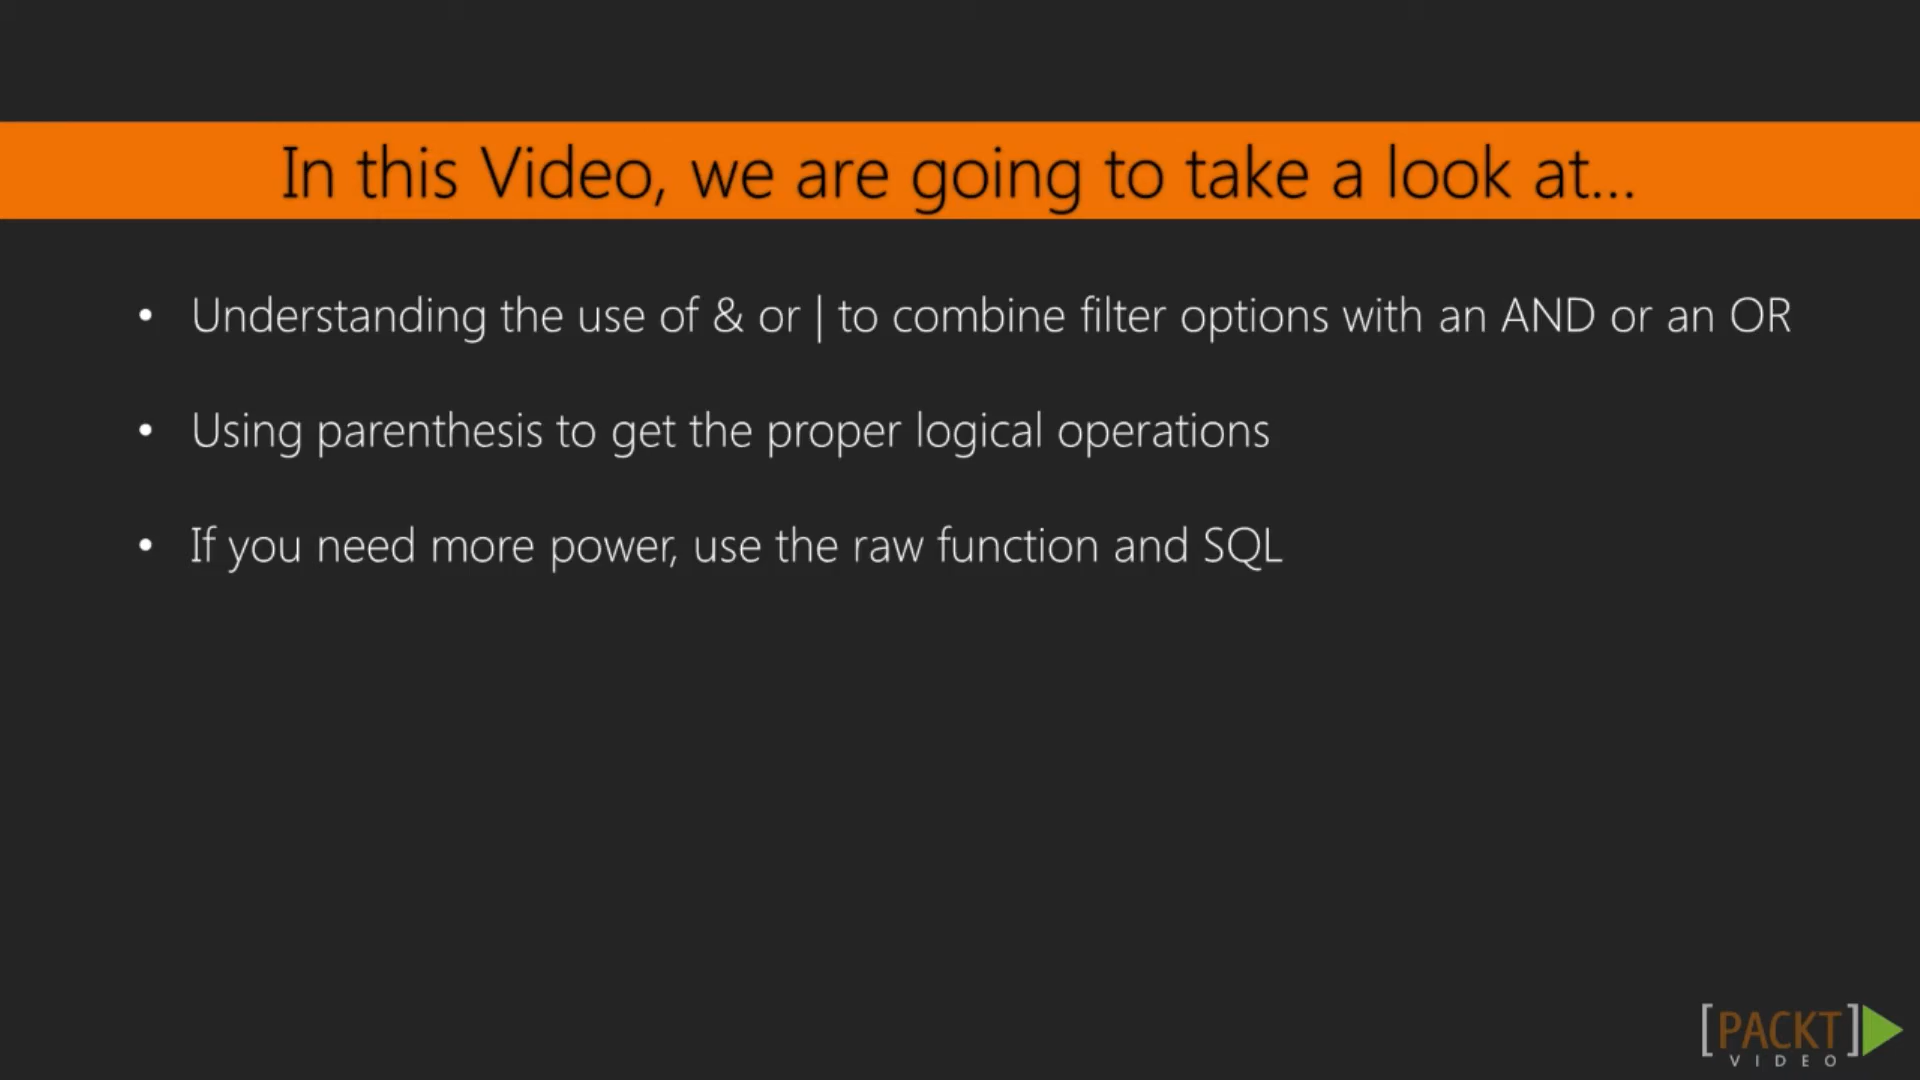 In this Video, we are going to take a look at...
• Understanding the use of & or | to combine filter options with an AND or an OR
• Using parenthesis to get the proper logical operations
• If you need more power, use the raw function and SQL
[PACKT]
VIDEO